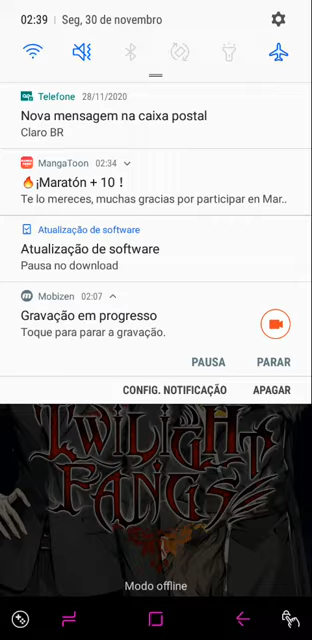 02:39 | Seg, 30 de novembro
Telefone 28/11/2020
Nova mensagem na caixa postal
Claro BR
MangaToon 02:34
🔥¡Maratón + 10 !
Te lo mereces, muchas gracias por participar en Mar..
Atualização de software
Atualização de software
Pausa no download
Mobizen 02:07
Gravação em progresso
Toque para parar a gravação.
PAUSA PARAR
CONFIG. NOTIFICAÇÃO APAGAR
TWILIGHT
FANGS
Modo offline